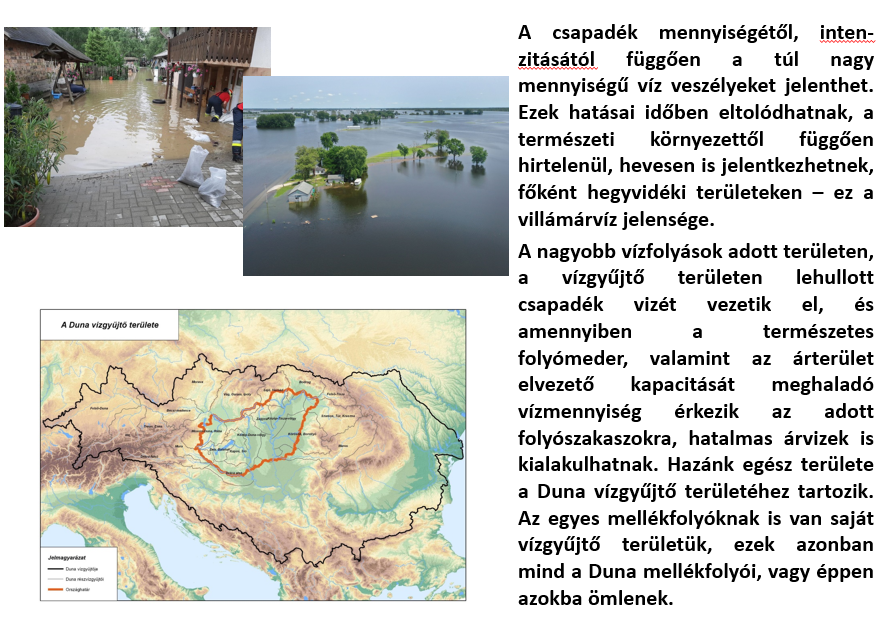 A csapadék mennyiségétől, inten-
zitásától függően a túl nagy
mennyiségű víz veszélyeket jelenthet.
Ezek hatásai időben eltolódhatnak, a
természeti környezettől függően
hirtelenül, hevesen is jelentkezhetnek,
főként hegyvidéki területeken – ez a
villámárvíz jelensége.
A nagyobb vízfolyások adott területen,
a vízgyűjtő területen lehullott
csapadék vizét vezetik el, és
amennyiben a természetes
folyómeder, valamint az árterület
elvezető kapacitását meghaladó
vízmennyiség érkezik az adott
folyószakaszokra, hatalmas árvizek is
kialakulhatnak. Hazánk egész területe
a Duna vízgyűjtő területéhez tartozik.
Az egyes mellékfolyóknak is van saját
vízgyűjtő területük, ezek azonban
mind a Duna mellékfolyói, vagy éppen
azokba ömlenek.
A Duna vízgyűjtő területe
Jelmagyarázat
Duna vízgyűjtője
Duna részvízgyűjtői
Országhatár